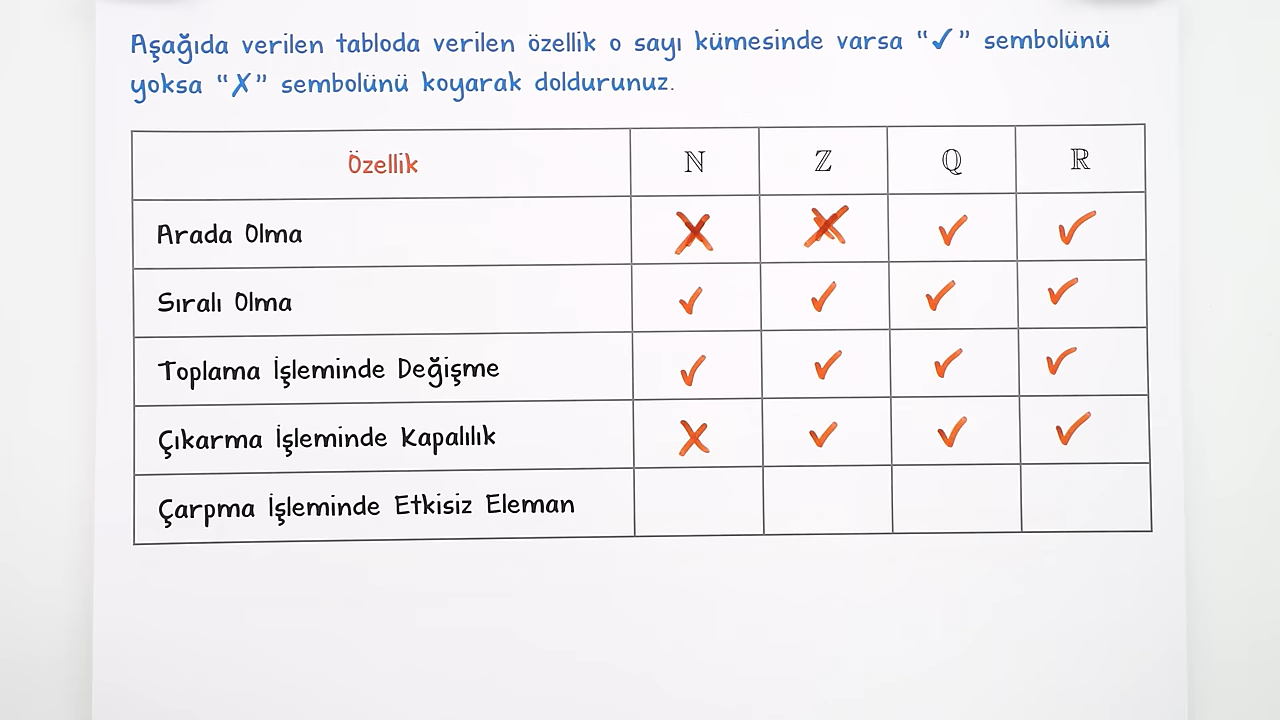 Aşağıda verilen tabloda verilen özellik o sayı kümesinde varsa “✓” sembolünü
yoksa “✗” sembolünü koyarak doldurunuz.
Özellik ℕ ℤ ℚ ℝ
Arada Olma ✗ ✗ ✓ ✓
Sıralı Olma ✓ ✓ ✓ ✓
Toplama İşleminde Değişme ✓ ✓ ✓ ✓
Çıkarma İşleminde Kapalılık ✗ ✓ ✓ ✓
Çarpma İşleminde Etkisiz Eleman